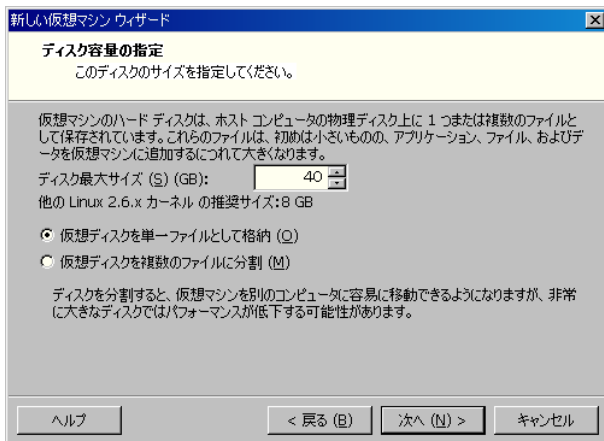 新しい仮想マシン ウィザード
ディスク容量の指定
このディスクのサイズを指定してください。
仮想マシンのハード ディスクは、ホスト コンピュータの物理ディスク上に 1 つまたは複数のファイルと
して保存されています。これらのファイルは、初めは小さいものの、アプリケーション、ファイル、およびデ
ータを仮想マシンに追加するにつれて大きくなります。
ディスク最大サイズ (S) (GB): 40
他の Linux 2.6.x カーネル の推奨サイズ:8 GB
仮想ディスクを単一ファイルとして格納 (O)
仮想ディスクを複数のファイルに分割 (M)
ディスクを分割すると、仮想マシンを別のコンピュータに容易に移動できるようになりますが、非常
に大きなディスクではパフォーマンスが低下する可能性があります。
ヘルプ < 戻る (B) 次へ (N) > キャンセル